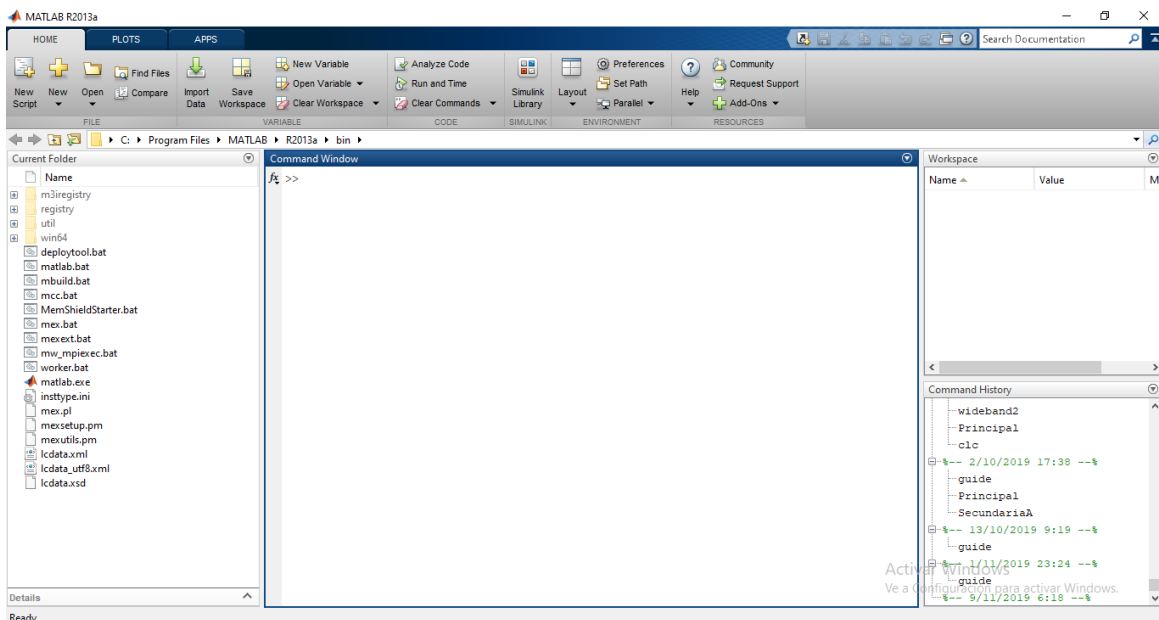 MATLAB R2013a
HOME PLOTS APPS
Search Documentation
New Script
New
Open
Find Files
Compare
FILE
Import Data
Save Workspace
New Variable
Open Variable
Clear Workspace
VARIABLE
Analyze Code
Run and Time
Clear Commands
CODE
Simulink Library
SIMULINK
Layout
Preferences
Set Path
Parallel
ENVIRONMENT
Help
Community
Request Support
Add-Ons
RESOURCES
C: Program Files MATLAB R2013a bin
Current Folder
Name
m3iregistry
registry
util
win64
deploytool.bat
matlab.bat
mbuild.bat
mcc.bat
MemShieldStarter.bat
mex.bat
mexext.bat
mw_mpiexec.bat
worker.bat
matlab.exe
insttype.ini
mex.pl
mexsetup.pm
mexutils.pm
lcdata.xml
lcdata_utf8.xml
lcdata.xsd
Details
Ready
Command Window
fx >>
Workspace
Name Value M
Command History
wideband2
Principal
clc
%-- 2/10/2019 17:38 --%
guide
Principal
SecundariaA
%-- 13/10/2019 9:19 --%
guide
%-- 1/11/2019 23:24 --%
guide
%-- 9/11/2019 6:18 --%
Activar Windows
Ve a Configuración para activar Windows.